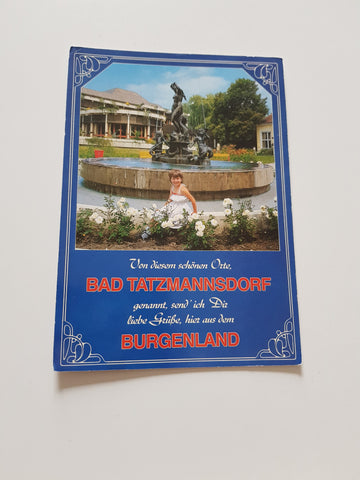 Von diesem schönen Orte,
BAD TATZMANNSDORF
genannt, send' ich Dir
liebe Grüße, hier aus dem
BURGENLAND